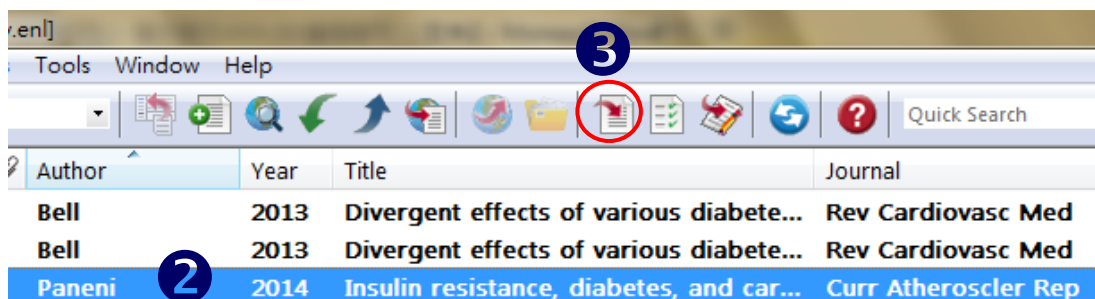 .enl]
3
Tools Window Help
Quick Search
Author Year Title Journal
Bell 2013 Divergent effects of various diabete... Rev Cardiovasc Med
Bell 2013 Divergent effects of various diabete... Rev Cardiovasc Med
Paneni 2 2014 Insulin resistance, diabetes, and car... Curr Atheroscler Rep